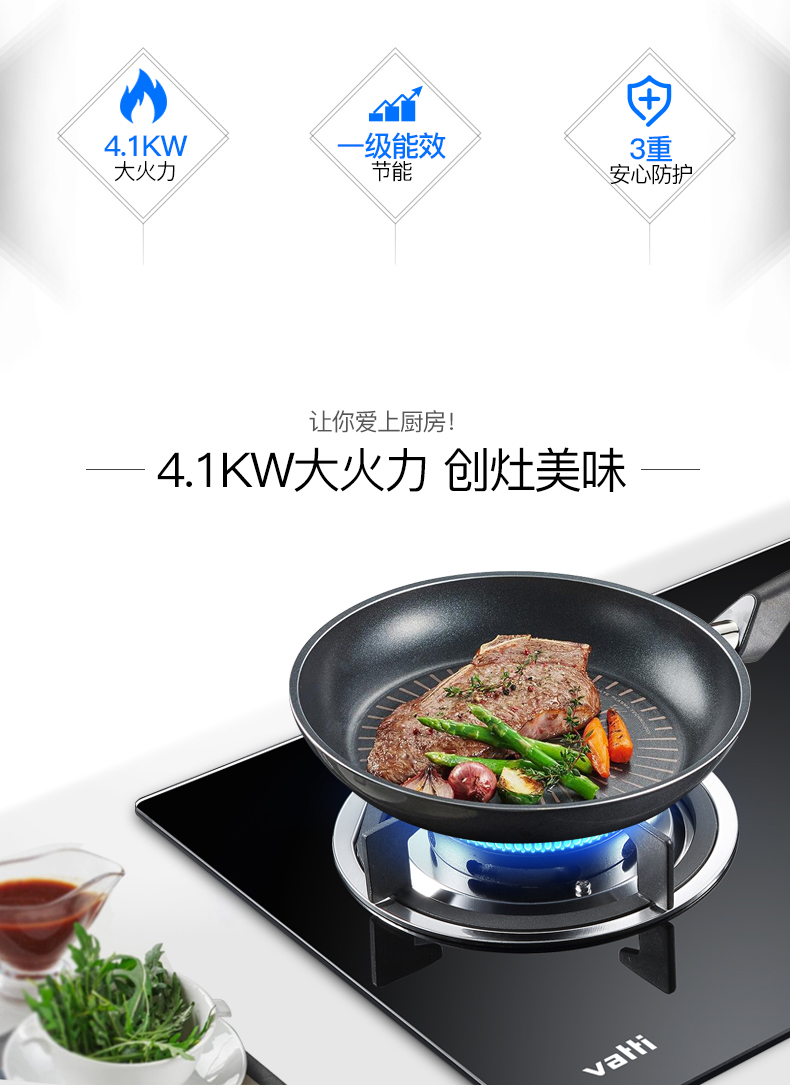 4.1KW
大火力
一级能效
节能
3重
安心防护
让你爱上厨房!
4.1KW大火力 创灶美味
vatti